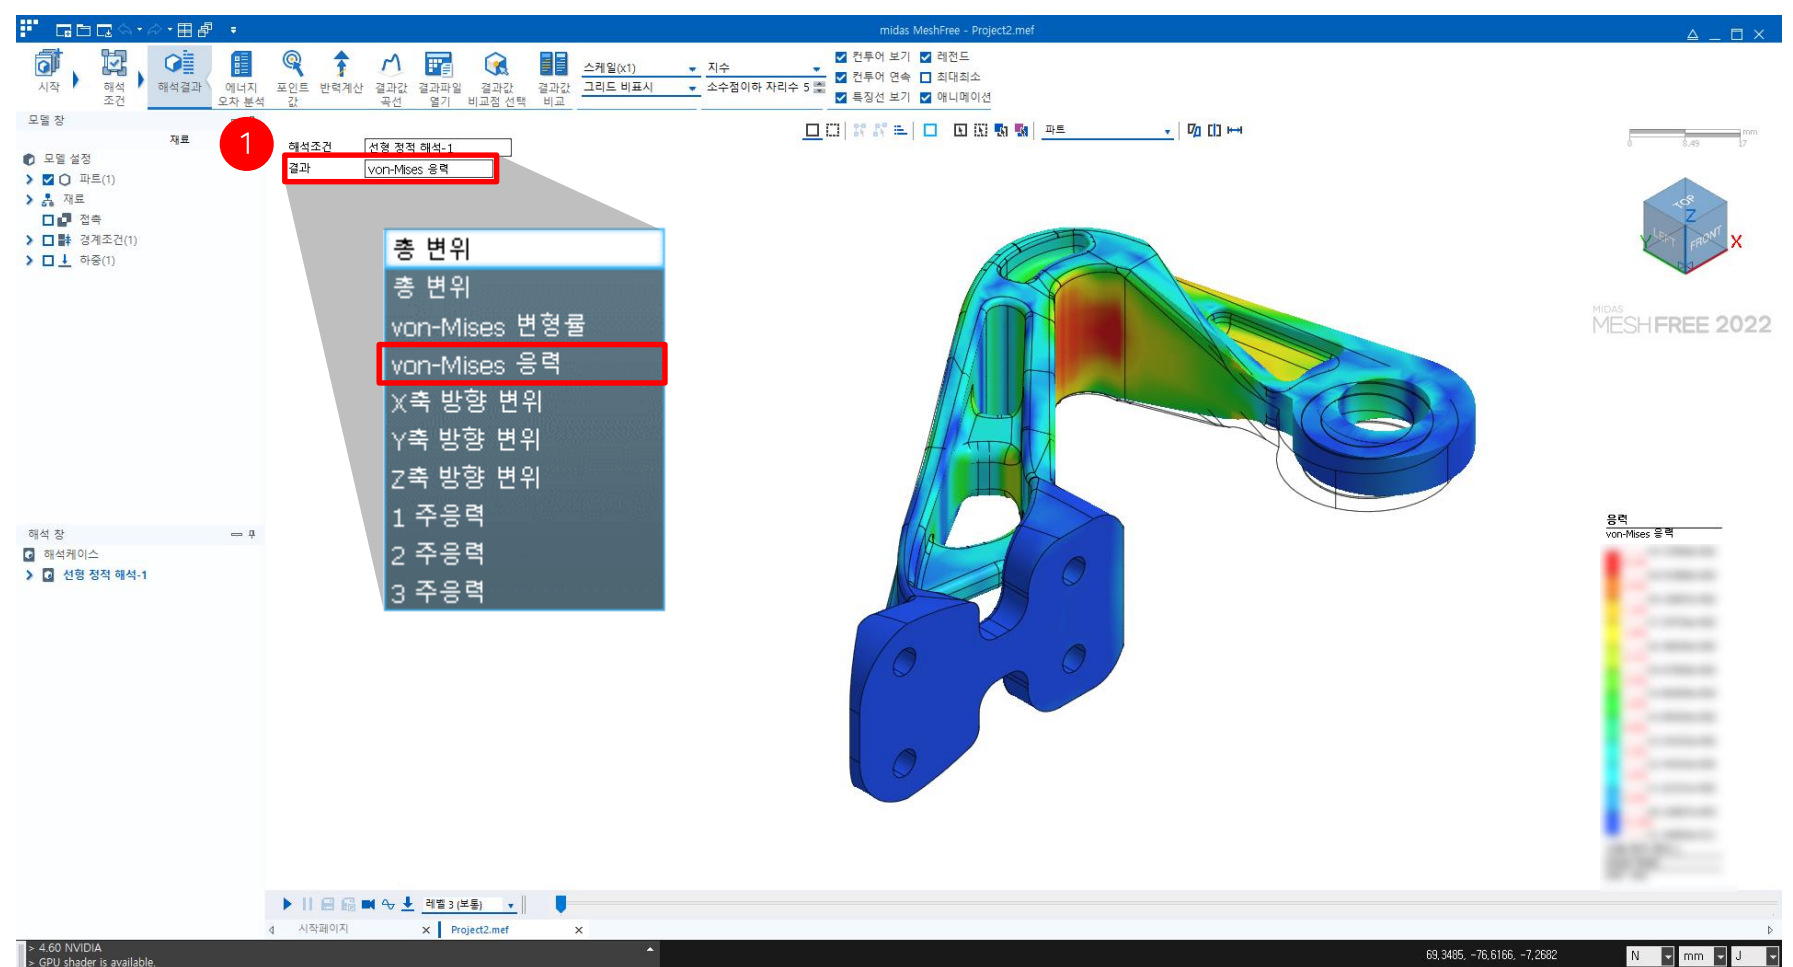 midas MeshFree - Project2.mef
시작
해석
조건
해석결과
에너지
오차 분석
포인트
값
반력계산
결과값
곡선
결과파일
열기
결과값
비교점 선택
결과값
비교
스케일(x1)
그리드 비표시
지수
소수점이하 자리수 5
컨투어 보기
레전드
컨투어 연속
최대최소
특징선 보기
애니메이션
모델 창
재료
모델 설정
파트(1)
재료
접촉
경계조건(1)
하중(1)
1
해석조건 선형 정적 해석-1
결과 von-Mises 응력
총 변위
총 변위
von-Mises 변형률
von-Mises 응력
X축 방향 변위
Y축 방향 변위
Z축 방향 변위
1 주응력
2 주응력
3 주응력
파트
mm
0 8.49 17
TOP
LEFT
FRONT
Z
Y
X
MIDAS
MESHFREE 2022
응력
von-Mises 응력
해석 창
해석케이스
선형 정적 해석-1
레벨 3 (보통)
시작페이지
Project2.mef
> 4.60 NVIDIA
> GPU shader is available.
69,3485, -76,6166, -7,2682
N mm J